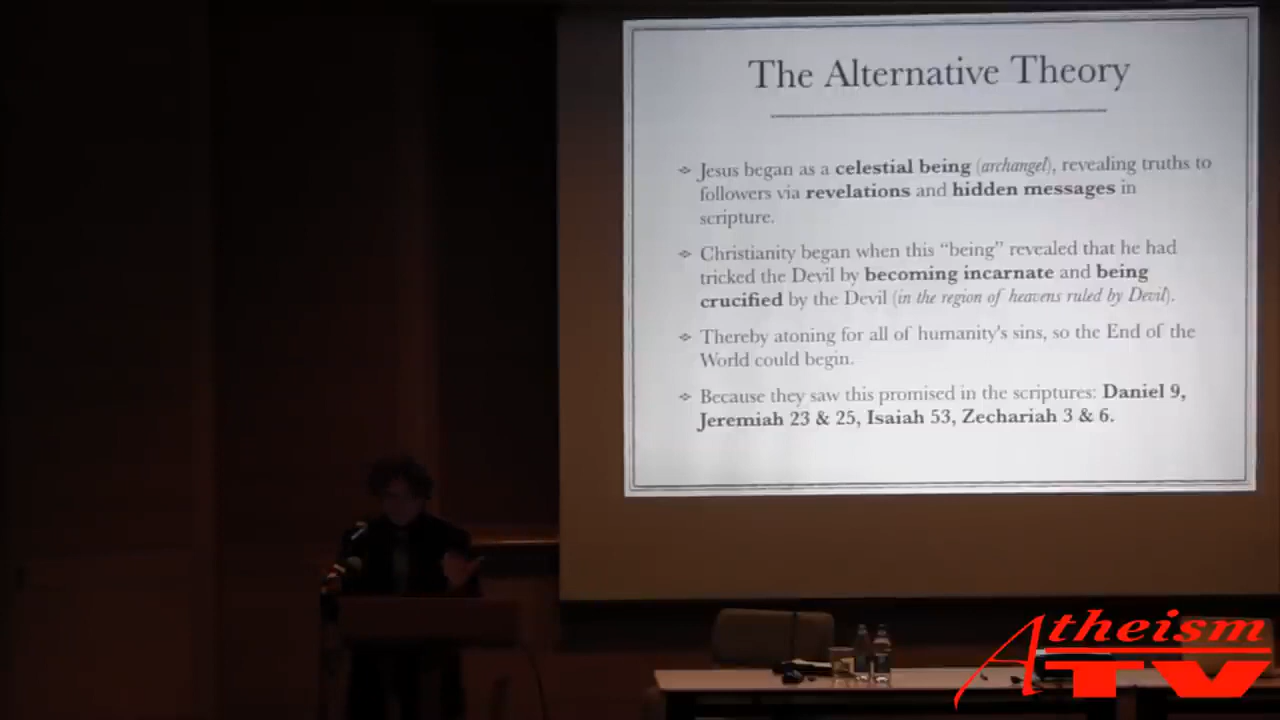 The Alternative Theory
Jesus began as a celestial being (archangel), revealing truths to
followers via revelations and hidden messages in
scripture.
Christianity began when this “being” revealed that he had
tricked the Devil by becoming incarnate and being
crucified by the Devil (in the region of heavens ruled by Devil).
Thereby atoning for all of humanity's sins, so the End of the
World could begin.
Because they saw this promised in the scriptures: Daniel 9,
Jeremiah 23 & 25, Isaiah 53, Zechariah 3 & 6.
Atheism
TV